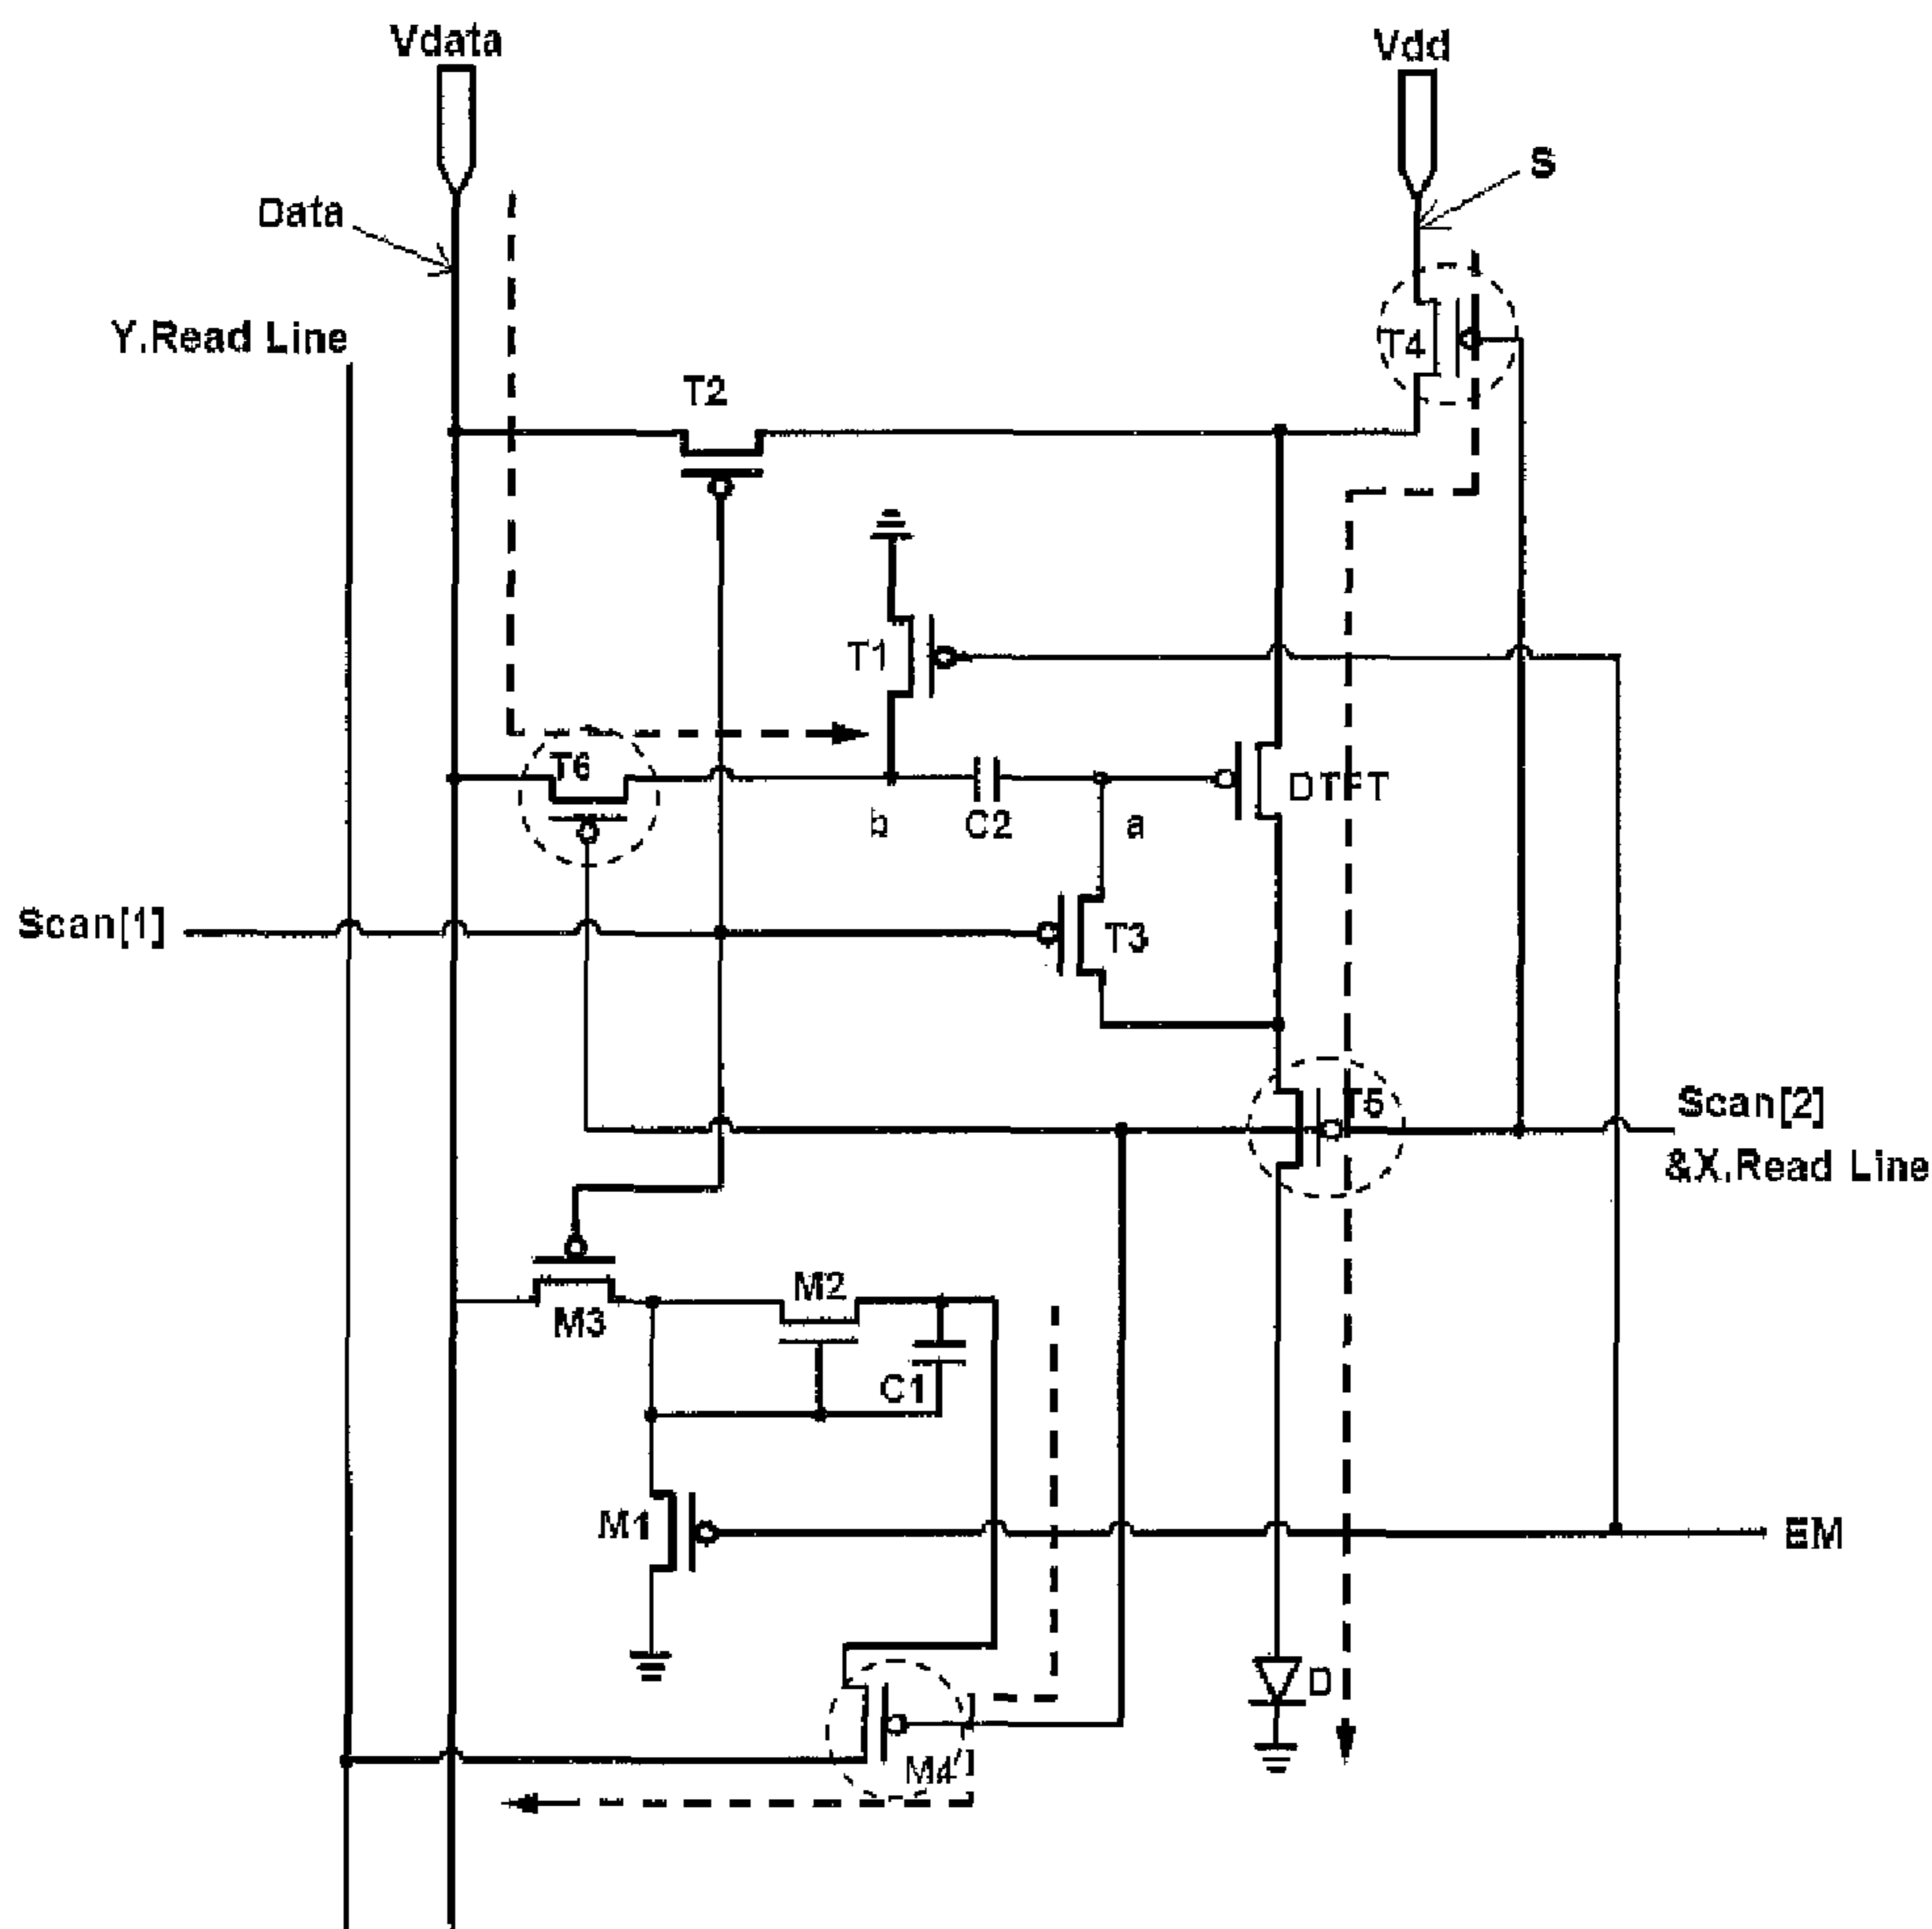 Vdata
Vdd
S
Data
Y.Read Line
T4
T2
T1
T6
DTFT
b
C2
a
Scan[1]
T3
T5
Scan[2]
&X.Read Line
M2
M3
C1
M1
EM
D
M4